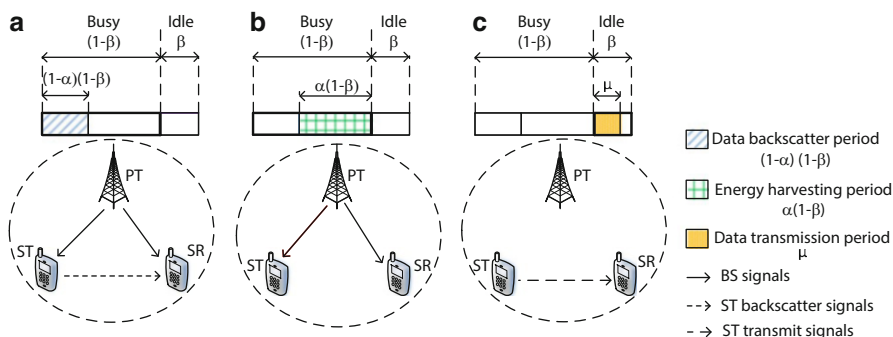 a
Busy
(1-β)
Idle
β
(1-α)(1-β)
PT
ST
SR
b
Busy
(1-β)
Idle
β
α(1-β)
PT
ST
SR
c
Busy
(1-β)
Idle
β
μ
PT
ST
SR
Data backscatter period
(1-α) (1-β)
Energy harvesting period
α(1-β)
Data transmission period
μ
BS signals
ST backscatter signals
ST transmit signals